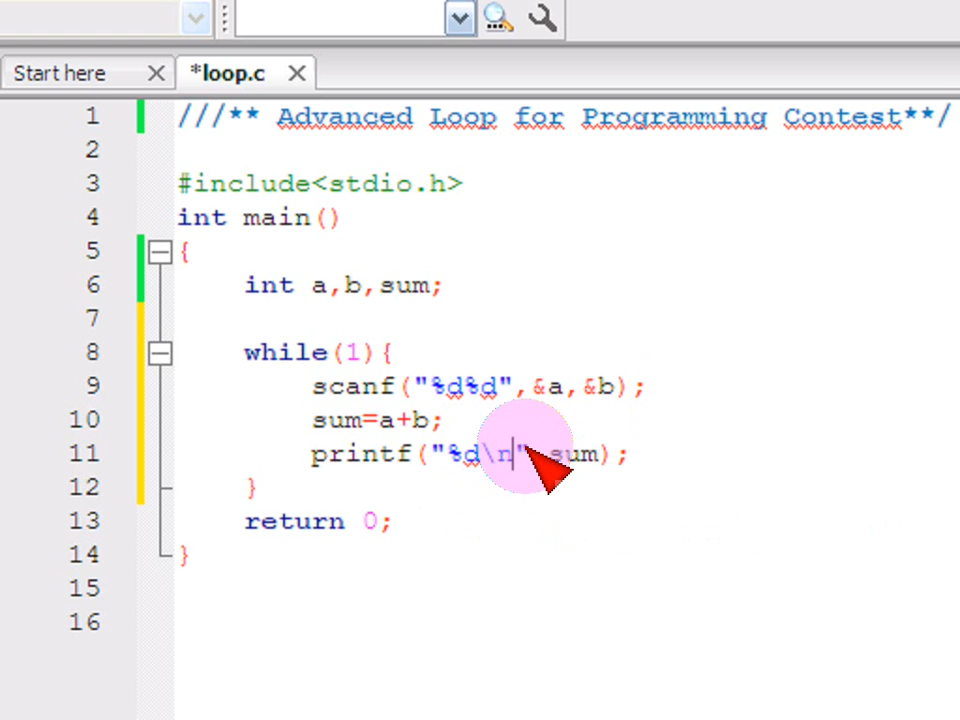 Start here
*loop.c
1 ///** Advanced Loop for Programming Contest**/
2
3 #include<stdio.h>
4 int main()
5 {
6 int a,b,sum;
7
8 while(1){
9 scanf("%d%d",&a,&b);
10 sum=a+b;
11 printf("%d\n" sum);
12 }
13 return 0;
14 }
15
16